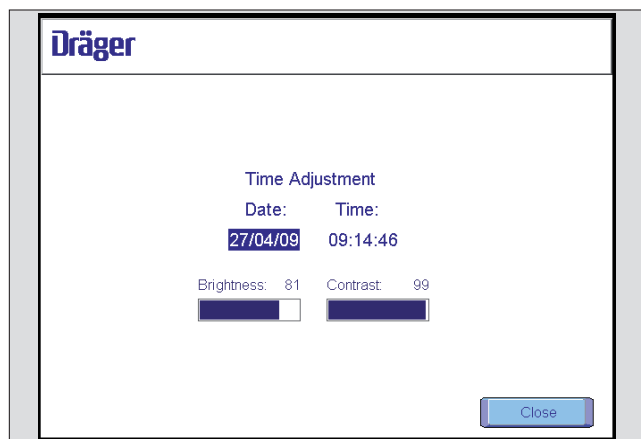 Dräger
Time Adjustment
Date: Time:
27/04/09 09:14:46
Brightness: 81 Contrast: 99
Close